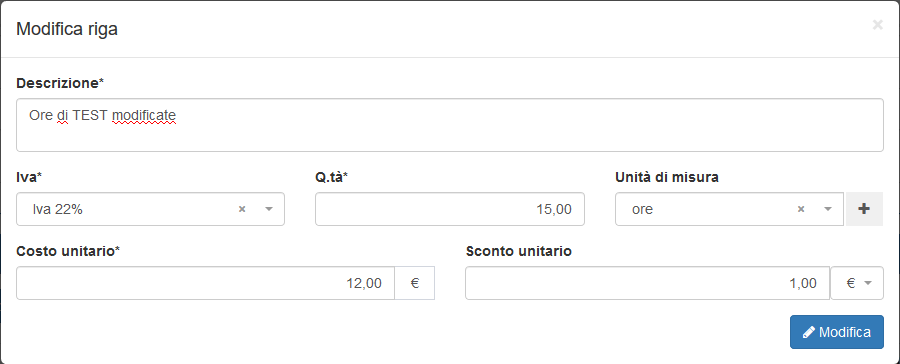 Modifica riga ×
Descrizione*
Ore di TEST modificate
Iva* Q.tà* Unità di misura
Iva 22% × 15,00 ore × +
Costo unitario* Sconto unitario
12,00 € 1,00 €
Modifica